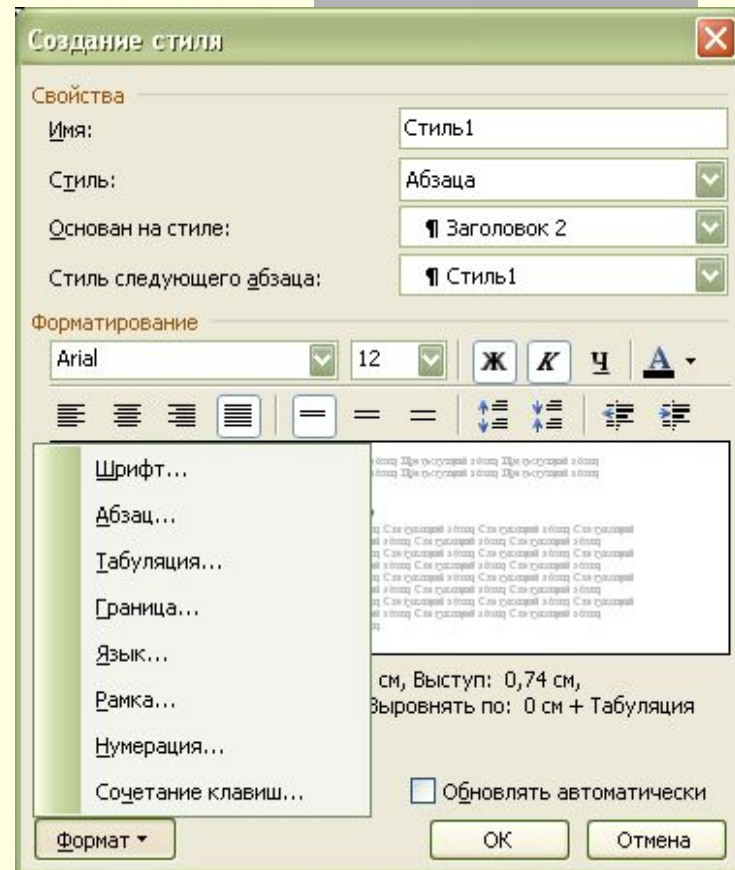 Создание стиля
Свойства
Имя: Стиль1
Стиль: Абзаца
Основан на стиле: ¶ Заголовок 2
Стиль следующего абзаца: ¶ Стиль1
Форматирование
Arial 12 Ж К Ч А
Шрифт...
Абзац...
Табуляция...
Граница...
Язык...
Рамка...
Нумерация...
Сочетание клавиш...
см, Выступ: 0,74 см,
Выровнять по: 0 см + Табуляция
Обновлять автоматически
Формат ОК Отмена